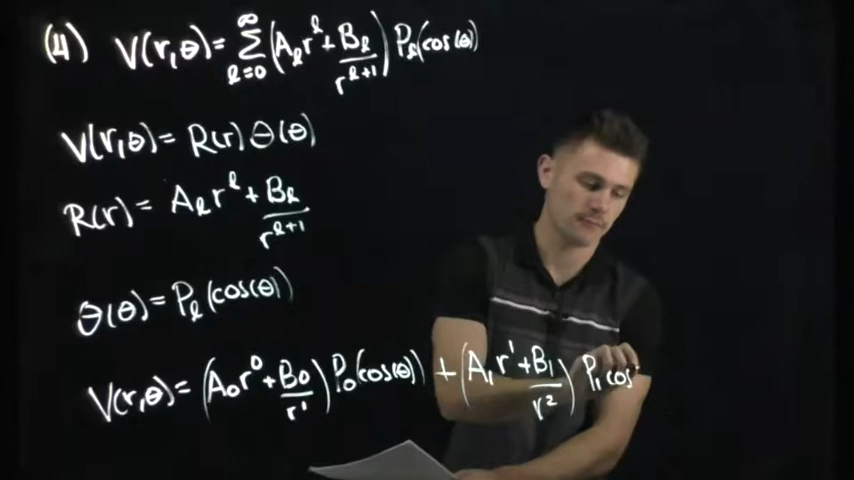 (4) V(r,θ)= ∑_{l=0}^{∞} (A_l r^l + B_l/r^{l+1}) P_l(cos(θ))
V(r,θ)= R(r)Θ(θ)
R(r)= A_l r^l + B_l/r^{l+1}
Θ(θ)= P_l(cos(θ))
V(r,θ)= (A_0 r^0 + B_0/r^1) P_0(cos(θ)) + (A_1 r^1 + B_1/r^2) P_1 cos